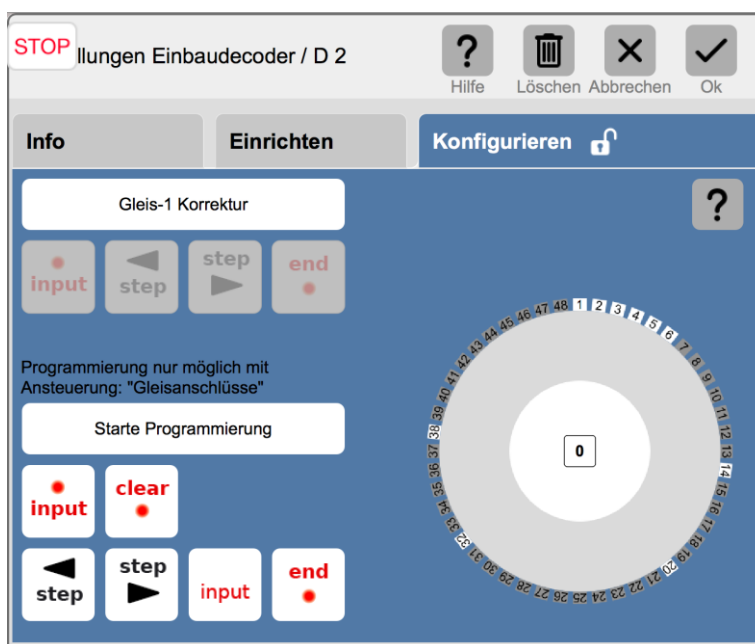 STOP
llungen Einbaudecoder / D 2
?
Hilfe
Löschen
Abbrechen
Ok
Info
Einrichten
Konfigurieren
Gleis-1 Korrektur
?
input
step
step
end
Programmierung nur möglich mit
Ansteuerung: "Gleisanschlüsse"
Starte Programmierung
input
clear
step
step
input
end
1 2 3 4 5 6 7 8 9 10 11 12 13 14 15 16 17 18 19 20 21 22 23 24 25 26 27 28 29 30 31 32 33 34 35 36 37 38 39 40 41 42 43 44 45 46 47 48
0